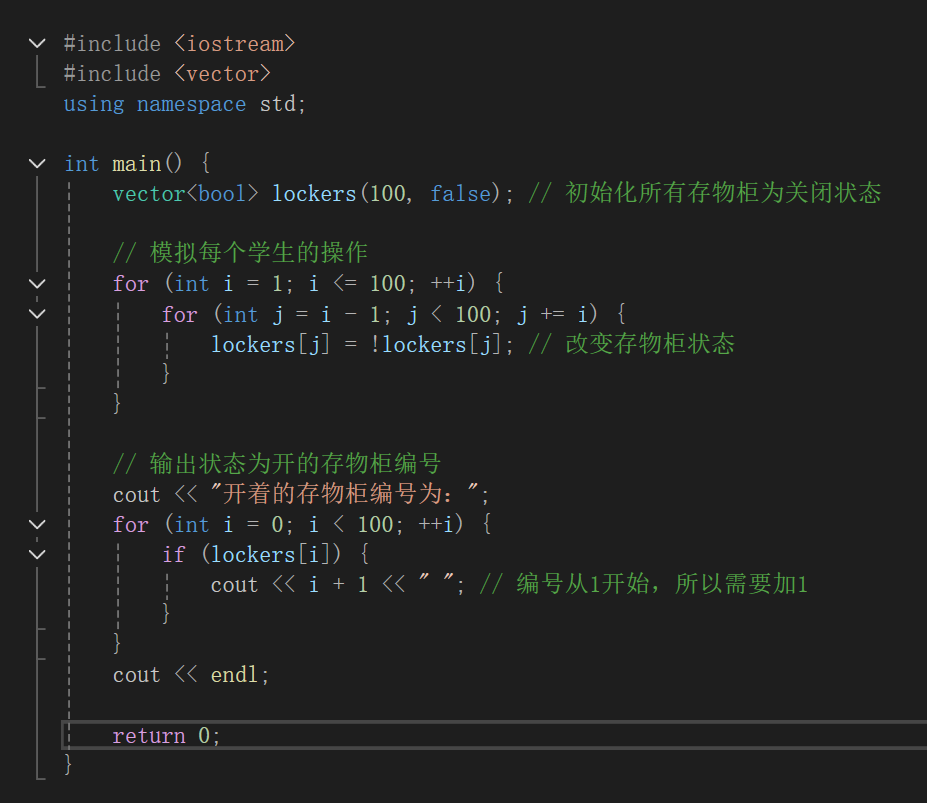 #include <iostream>
#include <vector>
using namespace std;
int main() {
vector<bool> lockers(100, false); // 初始化所有存物柜为关闭状态
// 模拟每个学生的操作
for (int i = 1; i <= 100; ++i) {
for (int j = i - 1; j < 100; j += i) {
lockers[j] = !lockers[j]; // 改变存物柜状态
}
}
// 输出状态为开的存物柜编号
cout << "开着的存物柜编号为：";
for (int i = 0; i < 100; ++i) {
if (lockers[i]) {
cout << i + 1 << " "; // 编号从1开始，所以需要加1
}
}
cout << endl;
return 0;
}